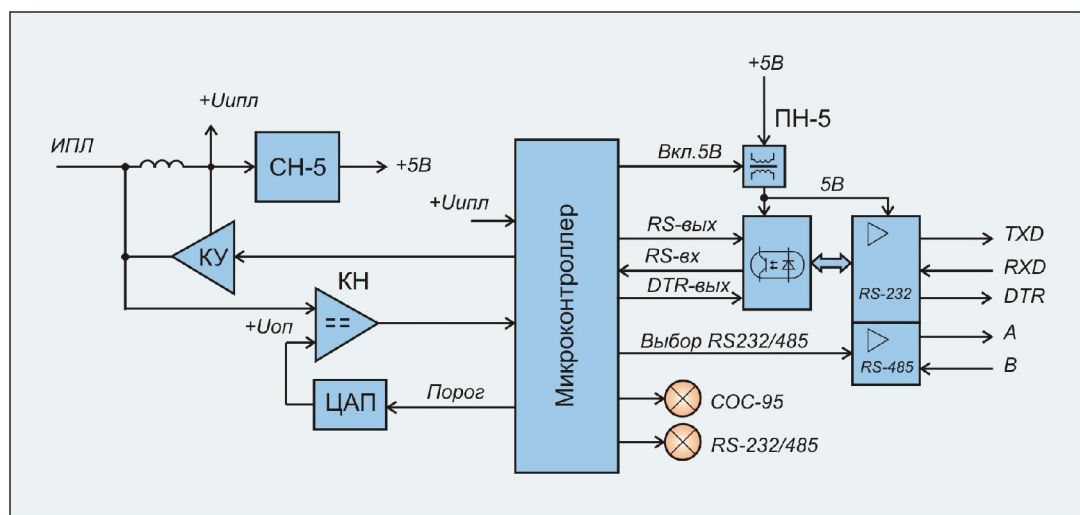 +5В
ПН-5
+Uипл
ИПЛ
СН-5
+5В
Вкл.5В
5В
+Uипл
Микроконтроллер
RS-вых
RS-вх
DTR-вых
TXD
RXD
DTR
RS-232
КУ
КН
+Uоп
==
Выбор RS232/485
RS-485
A
B
ЦАП
Порог
СОС-95
RS-232/485